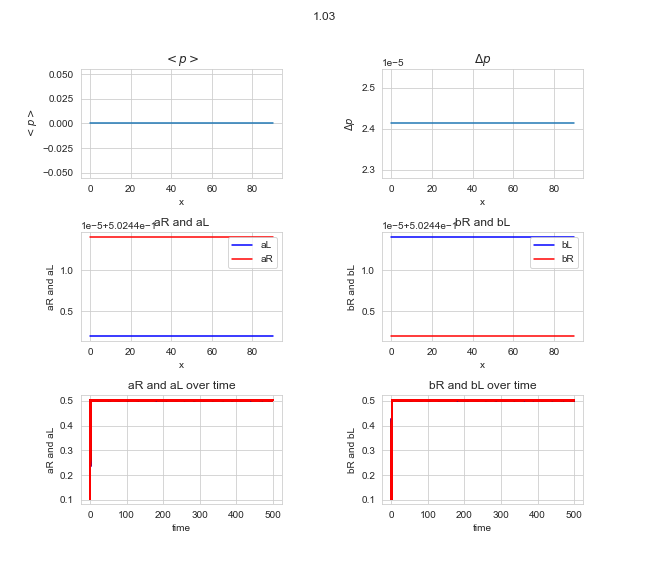 1.03
< p >
Δp
1e−5
0.050
0.025
0.000
−0.025
−0.050
< p >
0 20 40 60 80
x
2.5
2.4
2.3
Δp
0 20 40 60 80
x
1e−5+5.0244e−1
aR and aL
1.0
0.5
aR and aL
aL
aR
0 20 40 60 80
x
1e−5+5.0244e−1
bR and bL
1.0
0.5
bR and bL
bL
bR
0 20 40 60 80
x
aR and aL over time
0.5
0.4
0.3
0.2
0.1
aR and aL
0 100 200 300 400 500
time
bR and bL over time
0.5
0.4
0.3
0.2
0.1
bR and bL
0 100 200 300 400 500
time